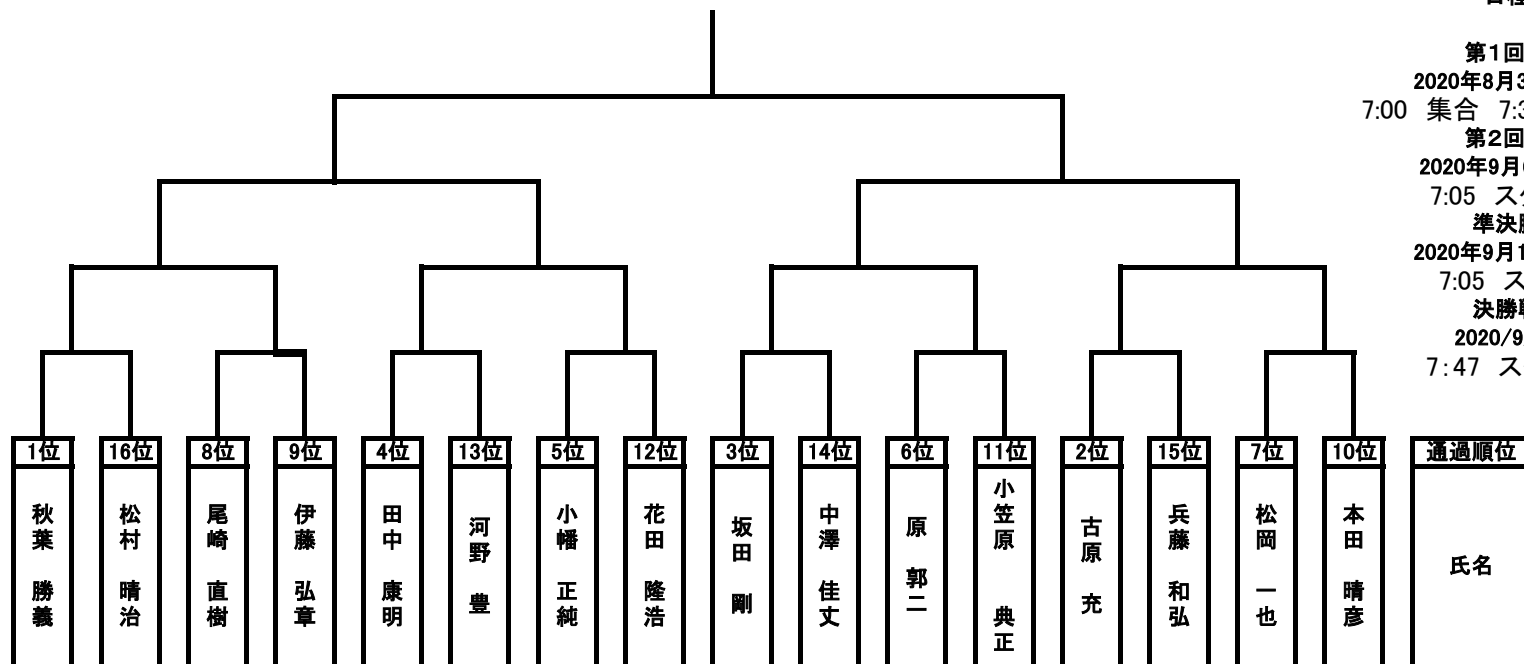 第1回
2020年8月3
7:00 集合 7:3
第2回
2020年9月
7:05 ス
準決勝
2020年9月1
7:05 ス
決勝戦
2020/9
7:47 ス
1位 16位 8位 9位 4位 13位 5位 12位 3位 14位 6位 11位 2位 15位 7位 10位 通過順位
秋葉 勝義
松村 晴治
尾崎 直樹
伊藤 弘章
田中 康明
河野 豊
小幡 正純
花田 隆浩
坂田 剛
中澤 佳丈
原 郭二
小笠原 典正
古原 充
兵藤 和弘
松岡 一也
本田 晴彦
氏名